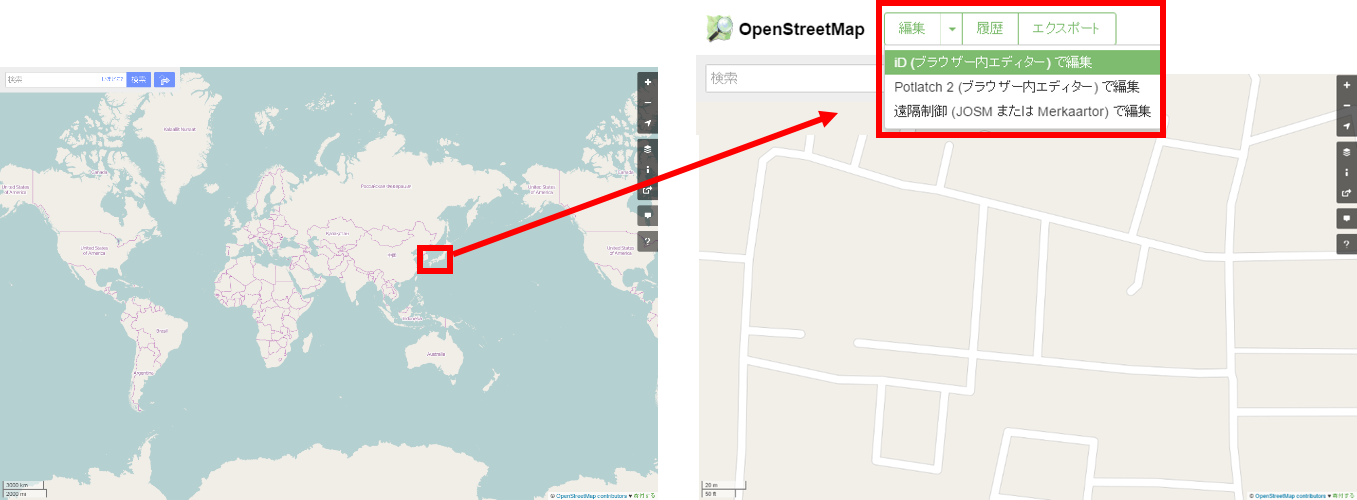 OpenStreetMap
編集
履歴
エクスポート
iD (ブラウザー内エディター) で編集
Potlatch 2 (ブラウザー内エディター) で編集
遠隔制御 (JOSM または Merkaartor) で編集
検索
検索
検索
Kalaallit Nunaat
Canada
United States
of America
United States
of America
Российская Федерация
Казахстан
中国
Brasil
Argentina
Indonesia
Australia
United States
of America
United States
of America
3000 km
2000 mi
© OpenStreetMap contributors ♥ 寄付する
20 m
50 ft
© OpenStreetMap contributors ♥ 寄付する